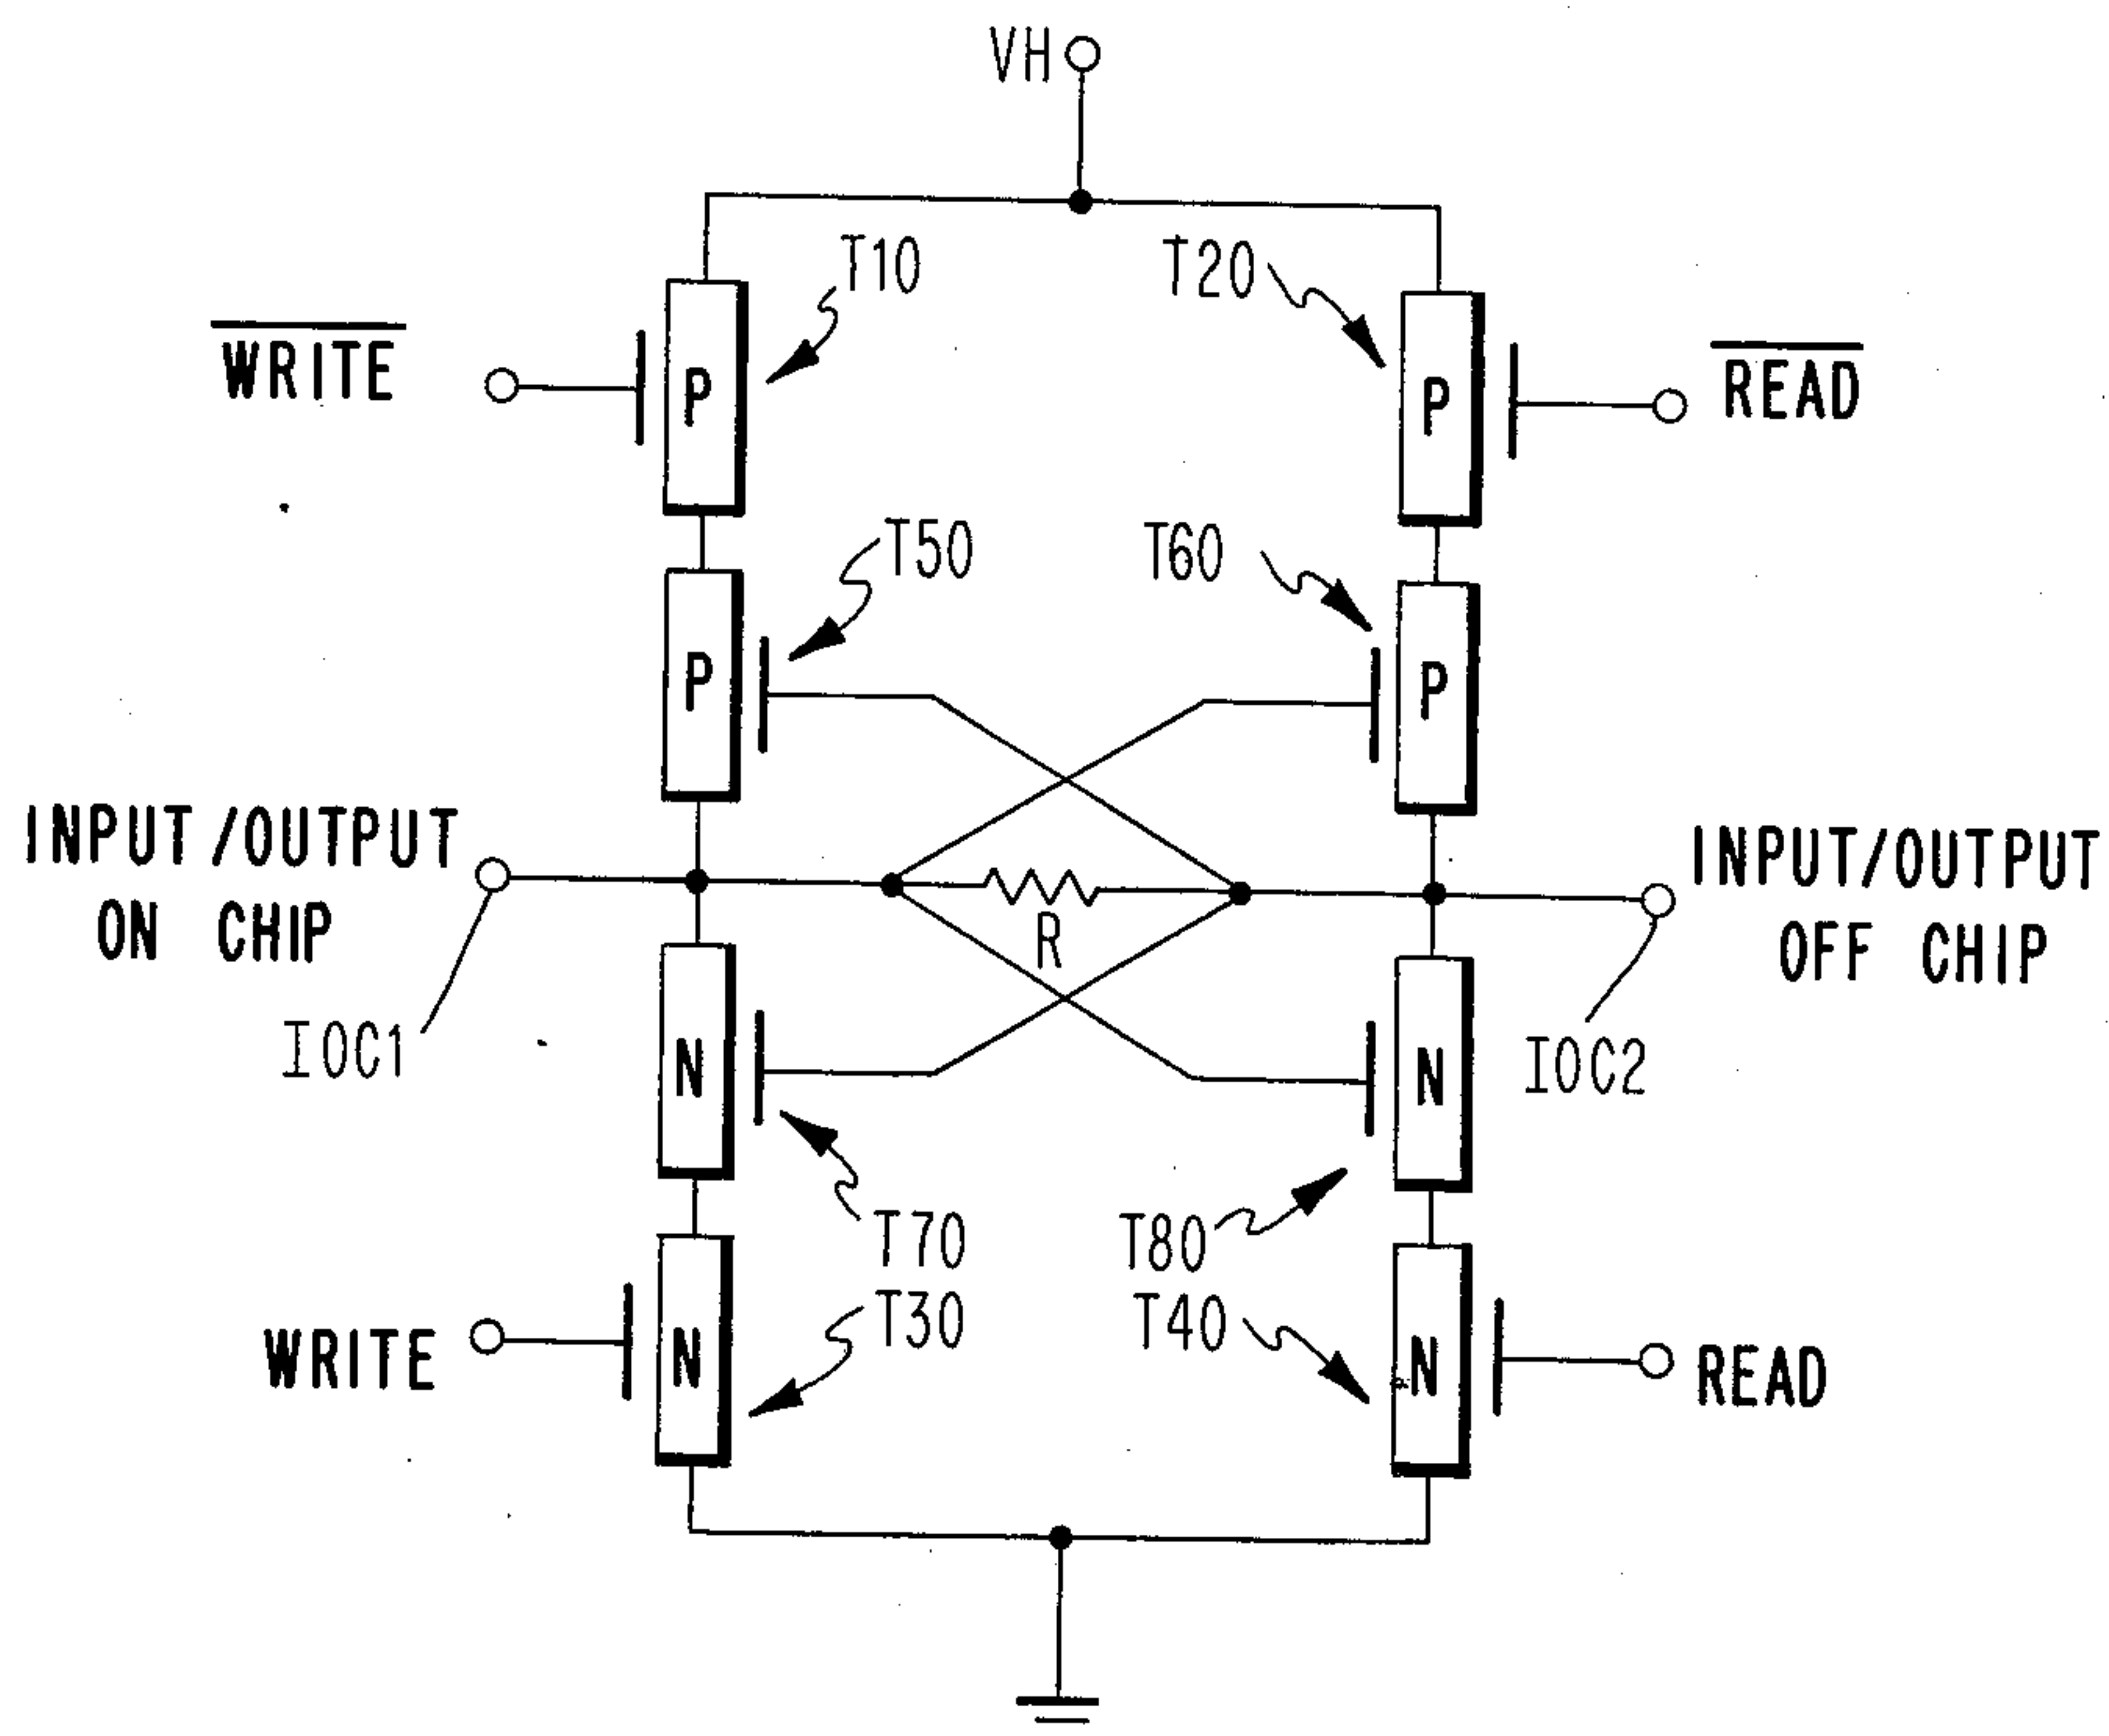 VH
T10
T20
WRITE
READ
P
P
T50
T60
P
P
INPUT/OUTPUT
ON CHIP
INPUT/OUTPUT
OFF CHIP
R
IOC1
IOC2
N
N
T70
T80
T30
T40
WRITE
N
N
READ